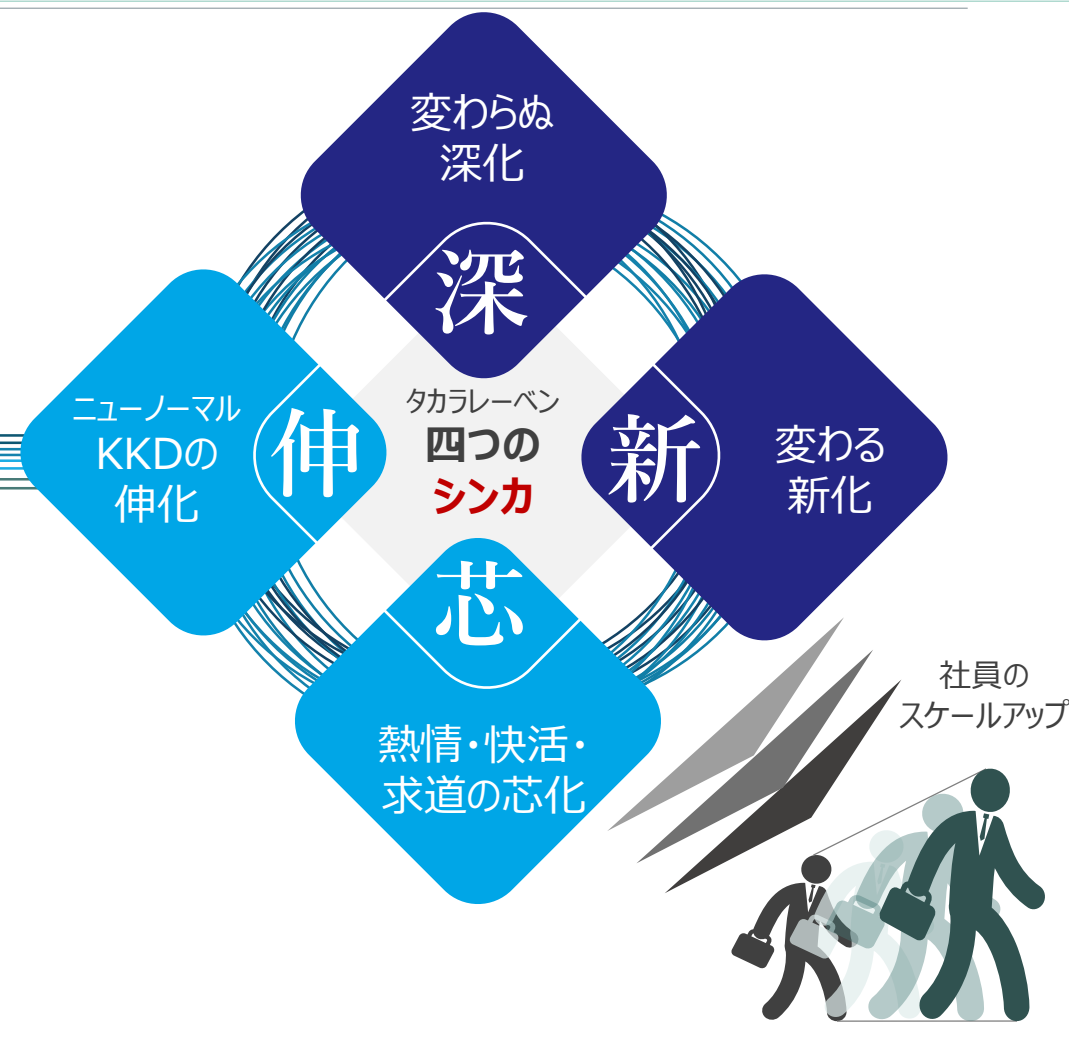 変わらぬ
深化
深
ニューノーマル
KKDの
伸化
伸
タカラレーベン
四つの
シンカ
新
変わる
新化
芯
熱情・快活・
求道の芯化
社員の
スケールアップ